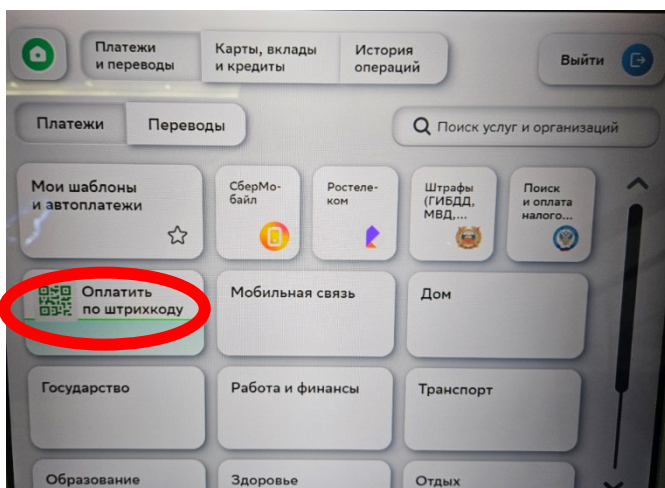 Платежи
и переводы
Карты, вклады
и кредиты
История
операций
Выйти
Платежи
Переводы
Поиск услуг и организаций
Мои шаблоны
и автоплатежи
СберМо-
байл
Ростеле-
ком
Штрафы
(ГИБДД,
МВД,...
Поиск
и оплата
налого...
Оплатить
по штрихкоду
Мобильная связь
Дом
Государство
Работа и финансы
Транспорт
Образование
Здоровье
Отдых